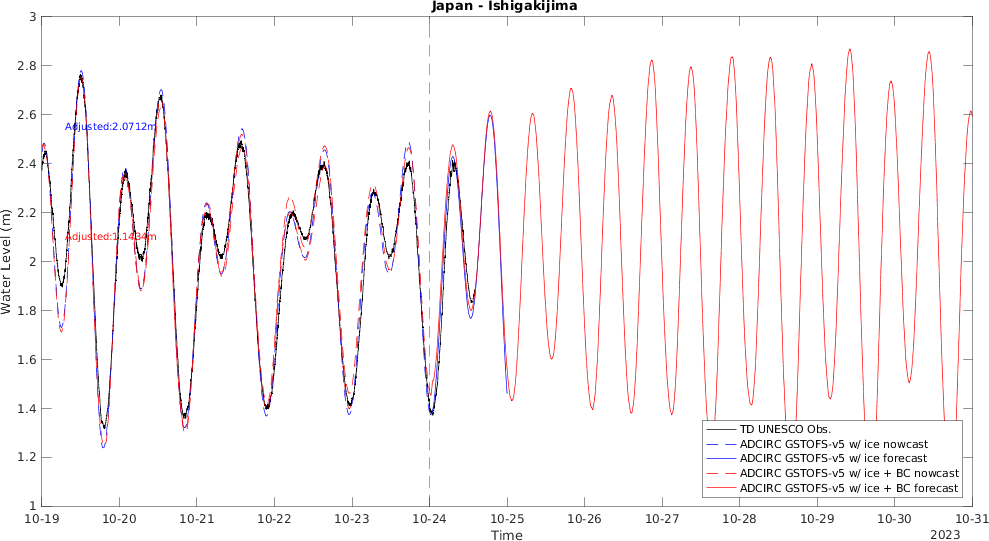 Japan - Ishigakijima
3
2.8
2.6
2.4
2.2
2
1.8
1.6
1.4
1.2
1
Water Level (m)
Adjusted:2.0712m
Adjusted:1.1434m
TD UNESCO Obs.
ADCIRC GSTOFS-v5 w/ ice nowcast
ADCIRC GSTOFS-v5 w/ ice forecast
ADCIRC GSTOFS-v5 w/ ice + BC nowcast
ADCIRC GSTOFS-v5 w/ ice + BC forecast
10-19 10-20 10-21 10-22 10-23 10-24 10-25 10-26 10-27 10-28 10-29 10-30 10-31
Time
2023